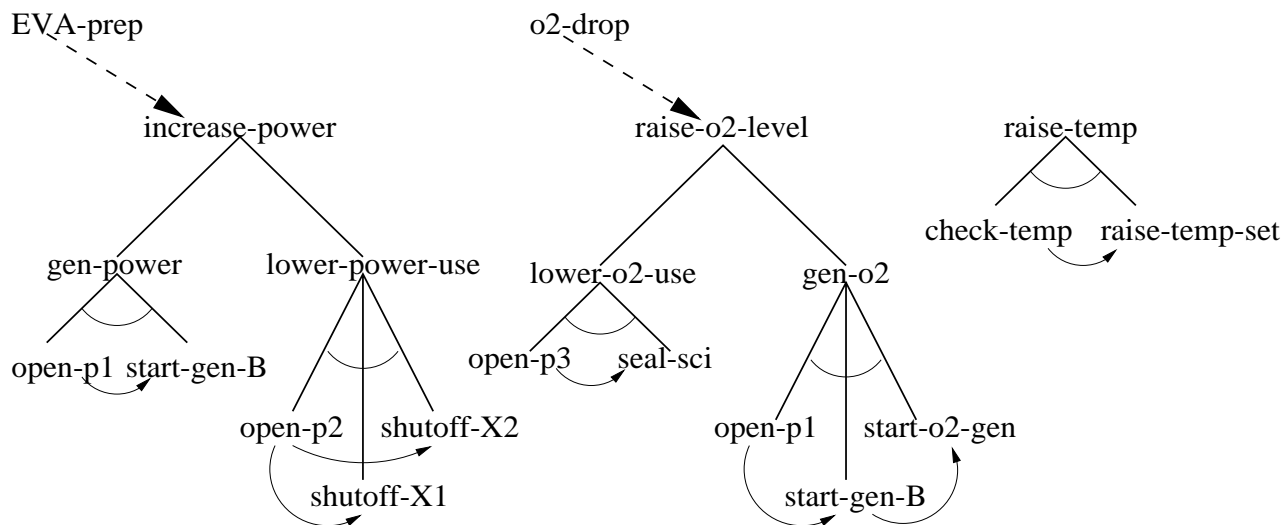 EVA-prep o2-drop
increase-power raise-o2-level raise-temp
check-temp raise-temp-set
gen-power lower-power-use lower-o2-use gen-o2
open-p1 start-gen-B open-p3 seal-sci
open-p2 shutoff-X2 open-p1 start-o2-gen
shutoff-X1 start-gen-B